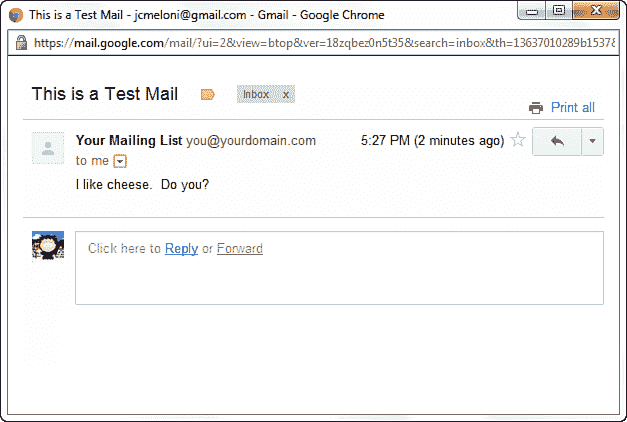 This is a Test Mail - jcmeloni@gmail.com - Gmail - Google Chrome
https://mail.google.com/mail/?ui=2&view=btop&ver=18zqbez0n5t35&search=inbox&th=13637010289b1537&
This is a Test Mail Inbox x
Print all
Your Mailing List you@yourdomain.com 5:27 PM (2 minutes ago)
to me
I like cheese. Do you?
Click here to Reply or Forward